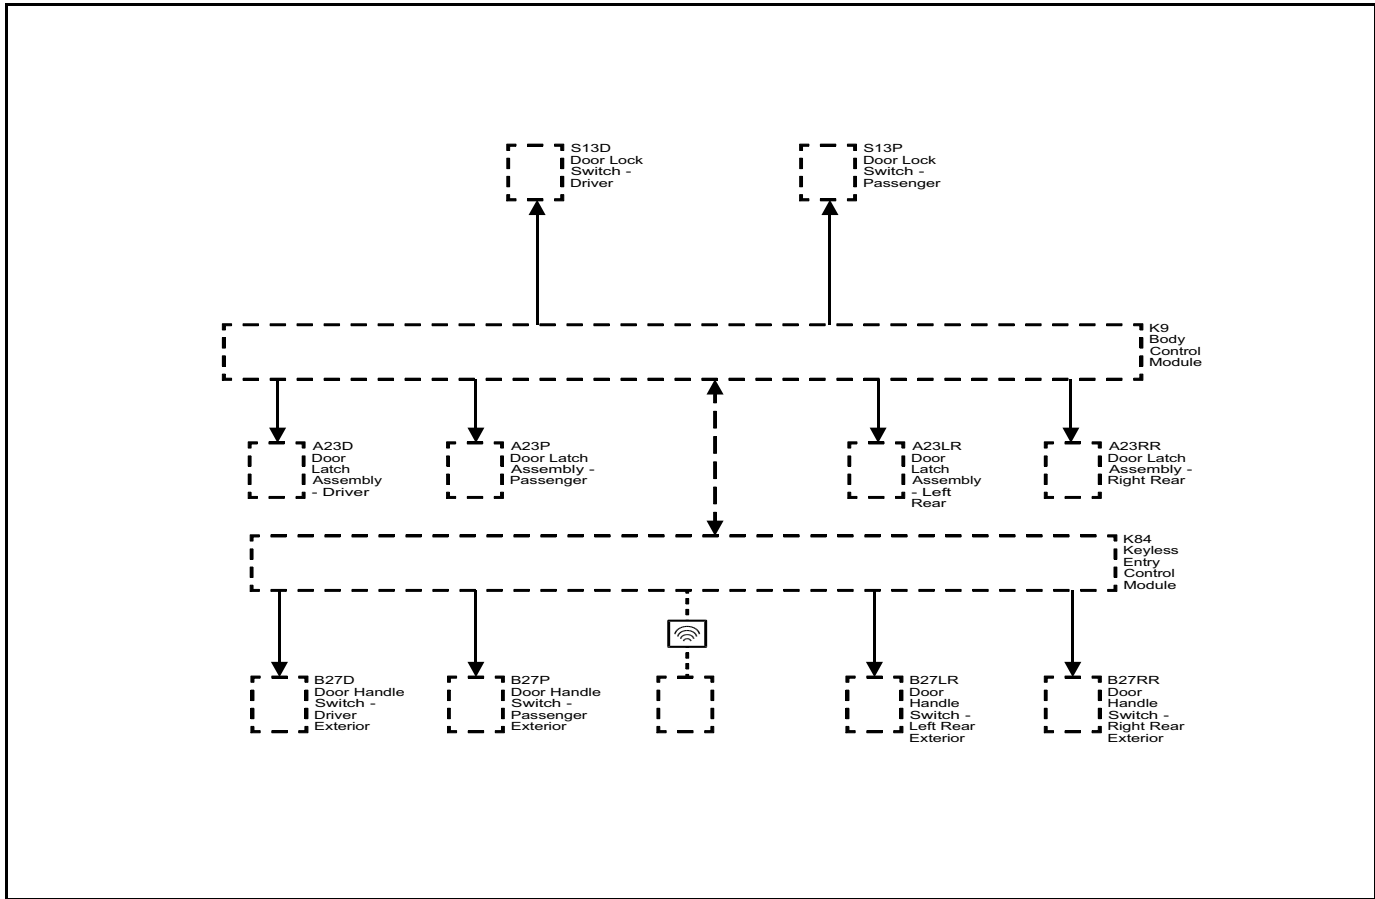 S13D
Door Lock
Switch -
Driver
S13P
Door Lock
Switch -
Passenger
K9
Body
Control
Module
A23D
Door
Latch
Assembly
- Driver
A23P
Door Latch
Assembly -
Passenger
A23LR
Door
Latch
Assembly
- Left
Rear
A23RR
Door Latch
Assembly -
Right Rear
K84
Keyless
Entry
Control
Module
B27D
Door Handle
Switch -
Driver
Exterior
B27P
Door Handle
Switch -
Passenger
Exterior
B27LR
Door
Handle
Switch -
Left Rear
Exterior
B27RR
Door
Handle
Switch -
Right Rear
Exterior